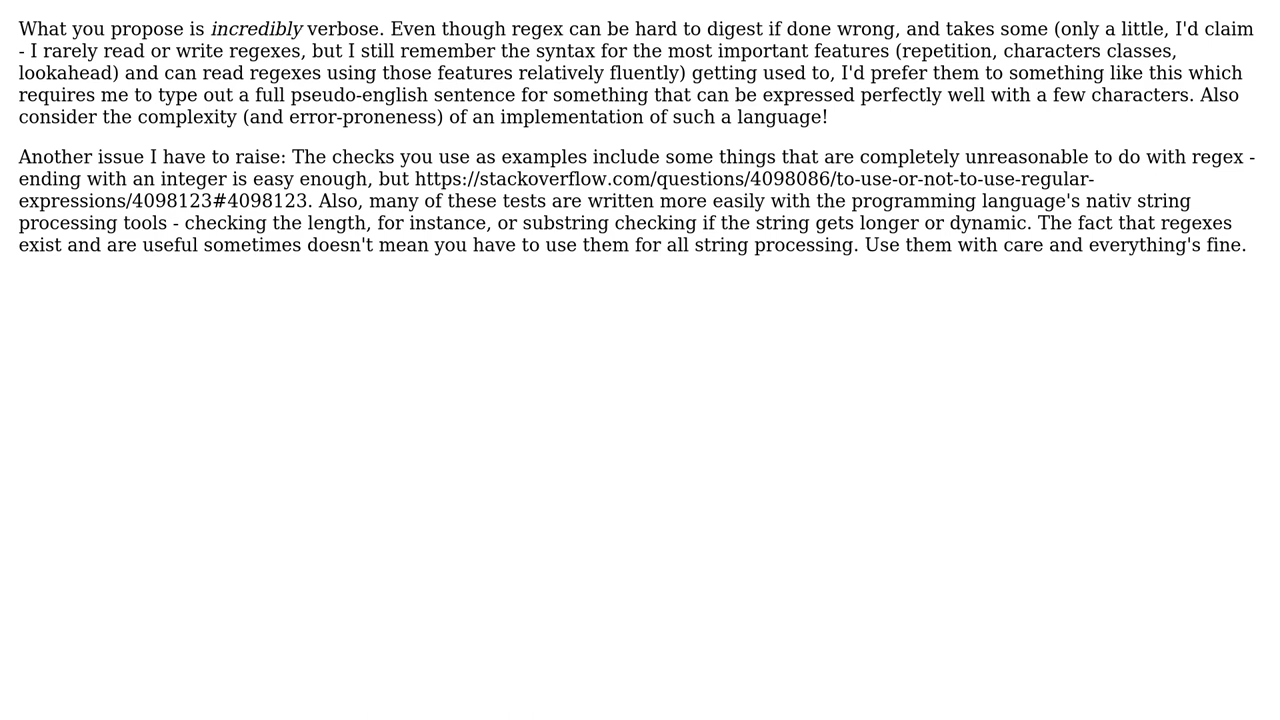 What you propose is incredibly verbose. Even though regex can be hard to digest if done wrong, and takes some (only a little, I'd claim
- I rarely read or write regexes, but I still remember the syntax for the most important features (repetition, characters classes,
lookahead) and can read regexes using those features relatively fluently) getting used to, I'd prefer them to something like this which
requires me to type out a full pseudo-english sentence for something that can be expressed perfectly well with a few characters. Also
consider the complexity (and error-proneness) of an implementation of such a language!
Another issue I have to raise: The checks you use as examples include some things that are completely unreasonable to do with regex -
ending with an integer is easy enough, but https://stackoverflow.com/questions/4098086/to-use-or-not-to-use-regular-
expressions/4098123#4098123. Also, many of these tests are written more easily with the programming language's nativ string
processing tools - checking the length, for instance, or substring checking if the string gets longer or dynamic. The fact that regexes
exist and are useful sometimes doesn't mean you have to use them for all string processing. Use them with care and everything's fine.